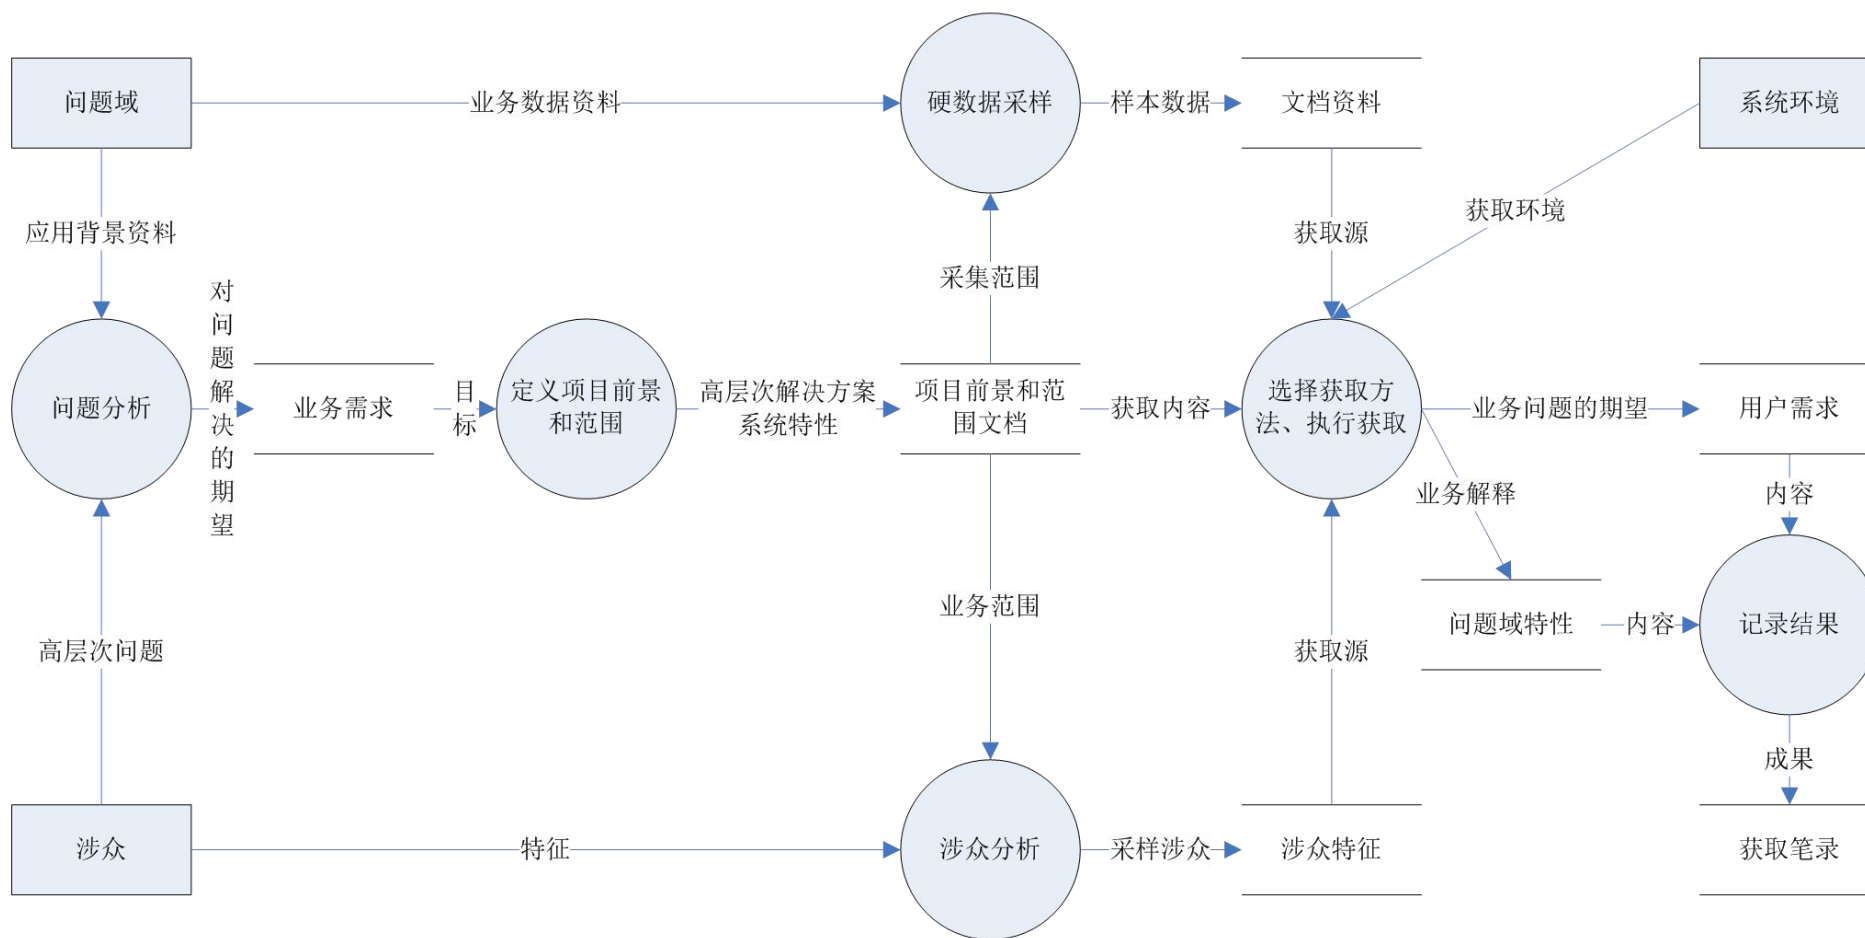 问题域
业务数据资料
硬数据采样
样本数据
文档资料
系统环境
应用背景资料
获取源
获取环境
采集范围
对问题解决的期望
问题分析
业务需求
目标
定义项目前景
和范围
高层次解决方案
系统特性
项目前景和范
围文档
获取内容
选择获取方
法、执行获取
业务问题的期望
用户需求
业务解释
内容
高层次问题
业务范围
获取源
问题域特性
内容
记录结果
成果
涉众
特征
涉众分析
采样涉众
涉众特征
获取笔录